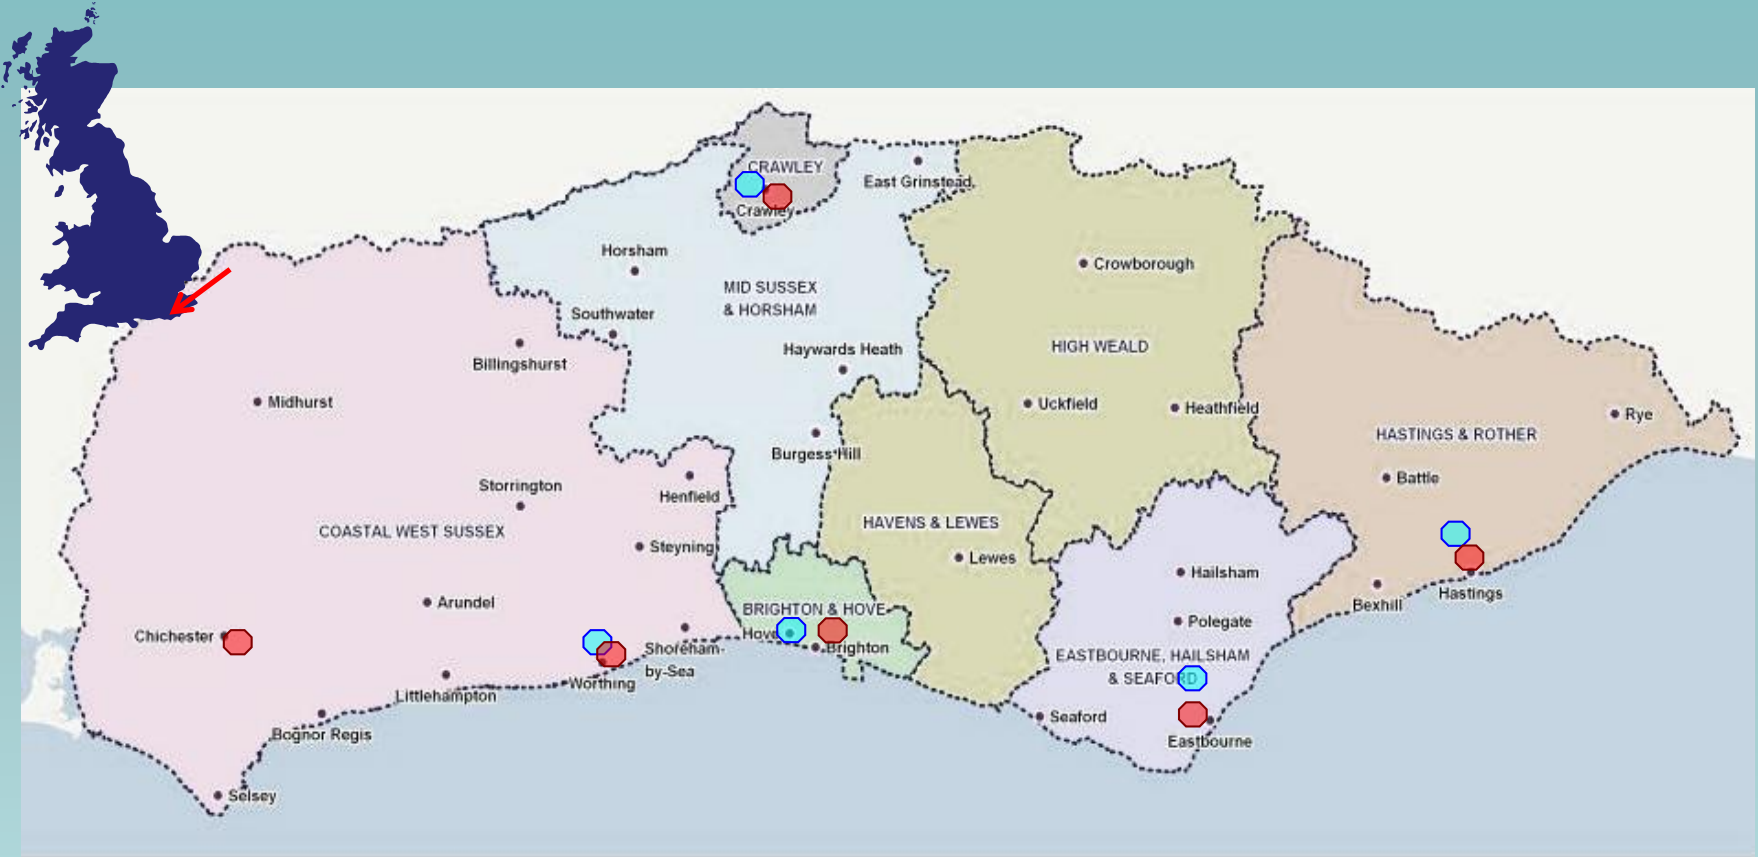 CRAWLEY
East Grinstead
Crawley
Horsham
Crowborough
MID SUSSEX
& HORSHAM
Southwater
HIGH WEALD
Haywards Heath
Billingshurst
Midhurst
Uckfield
Heathfield
Rye
HASTINGS & ROTHER
Burgess Hill
Battle
Storrington
Henfield
HAVENS & LEWES
COASTAL WEST SUSSEX
Steyning
Lewes
Hailsham
Hastings
Arundel
BRIGHTON & HOVE
Bexhill
Polegate
Chichester
Hove
Brighton
Shoreham-
by-Sea
EASTBOURNE, HAILSHAM
& SEAFORD
Worthing
Littlehampton
Seaford
Bognor Regis
Eastbourne
Selsey